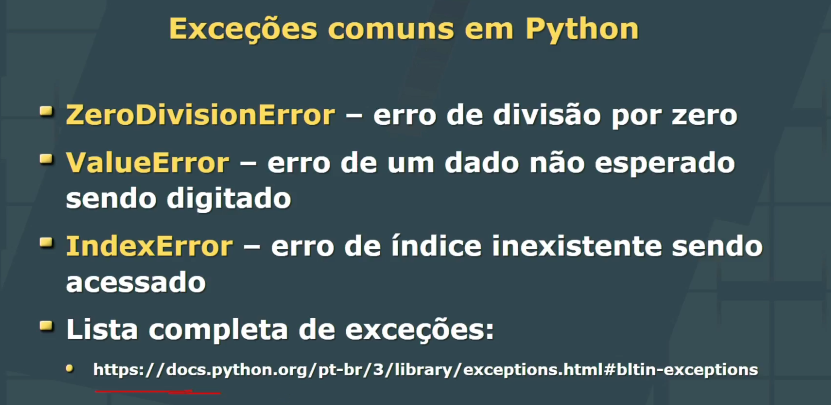 Exceções comuns em Python
ZeroDivisionError – erro de divisão por zero
ValueError – erro de um dado não esperado
sendo digitado
IndexError – erro de índice inexistente sendo
acessado
Lista completa de exceções:
https://docs.python.org/pt-br/3/library/exceptions.html#bltin-exceptions